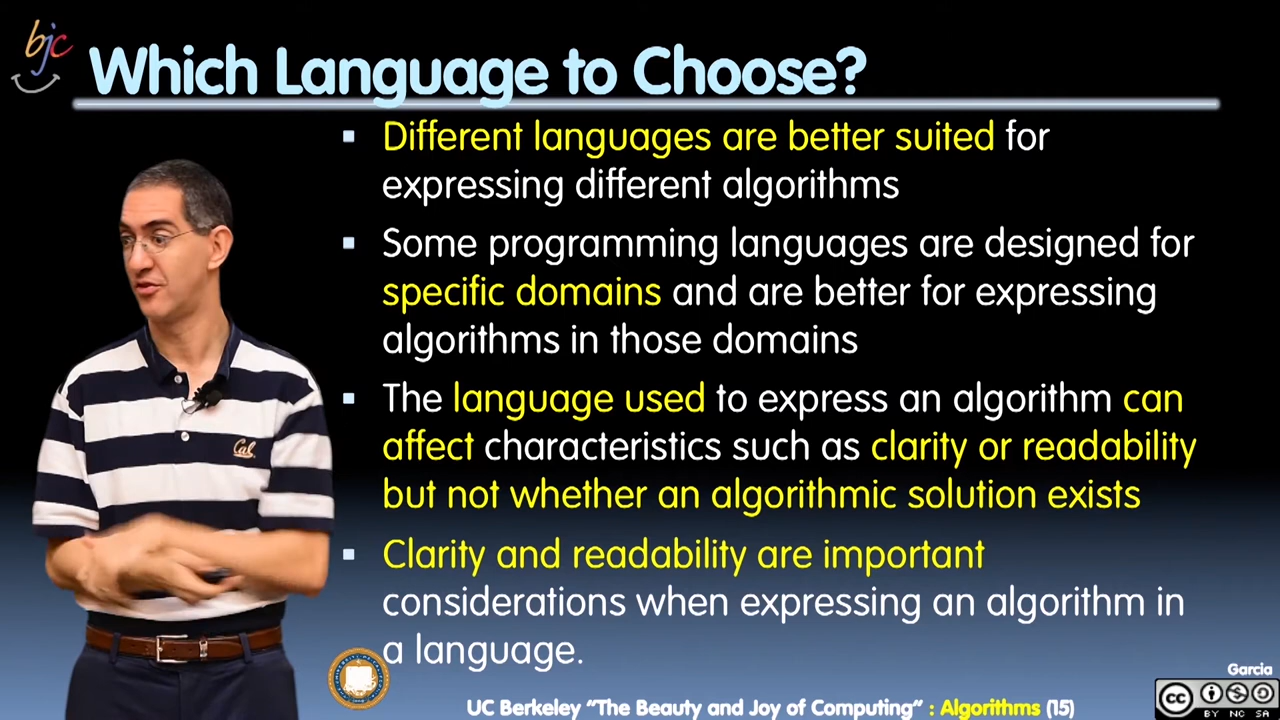 bjc
Which Language to Choose?
▪ Different languages are better suited for
expressing different algorithms
▪ Some programming languages are designed for
specific domains and are better for expressing
algorithms in those domains
▪ The language used to express an algorithm can
affect characteristics such as clarity or readability
but not whether an algorithmic solution exists
▪ Clarity and readability are important
considerations when expressing an algorithm in
a language.
Cal
Garcia
UC Berkeley “The Beauty and Joy of Computing” : Algorithms (15)
cc
BY NC SA